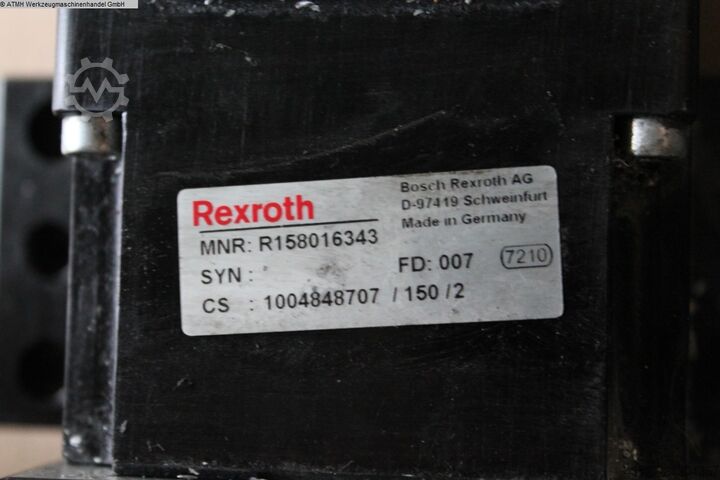 © ATMH Werkzeugmaschinenhandel GmbH
Rexroth
Bosch Rexroth AG
D-97419 Schweinfurt
Made in Germany
MNR: R158016343
SYN :
FD: 007 7210
CS : 1004848707 / 150 / 2